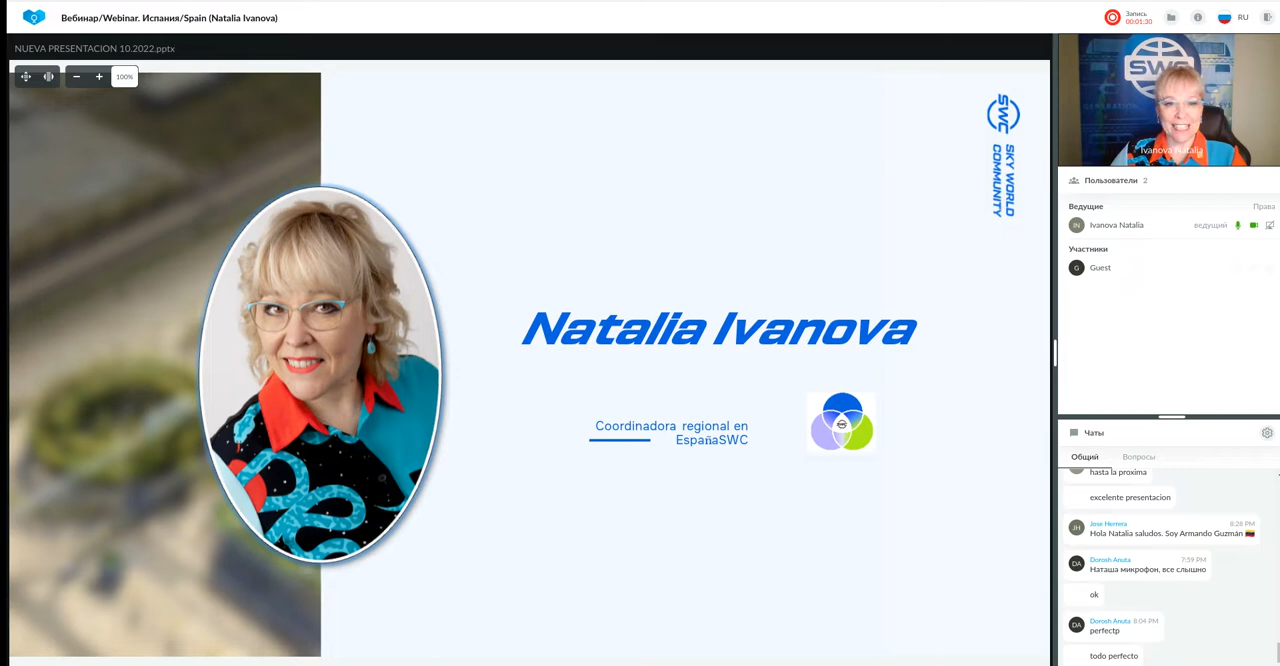 Вебинар/Webinar. Испания/Spain (Natalia Ivanova)
Запись
00:01:30
RU
NUEVA PRESENTACION 10.2022.pptx
100%
SWC
SKY WORLD
COMMUNITY
Natalia Ivanova
Coordinadora regional en
EspañaSWC
SWC
Ivanova Natalia
Пользователи 2
Ведущие Права
IN Ivanova Natalia ведущий
Участники
G Guest
Чаты
Общий Вопросы
hasta la proxima
excelente presentacion
JH Jose Herrera 8:28 PM
Hola Natalia saludos. Soy Armando Guzmán 🇻🇪
DA Dorosh Anuta 7:59 PM
Наташа микрофон, все слышно
ok
DA Dorosh Anuta 8:04 PM
perfectp
todo perfecto